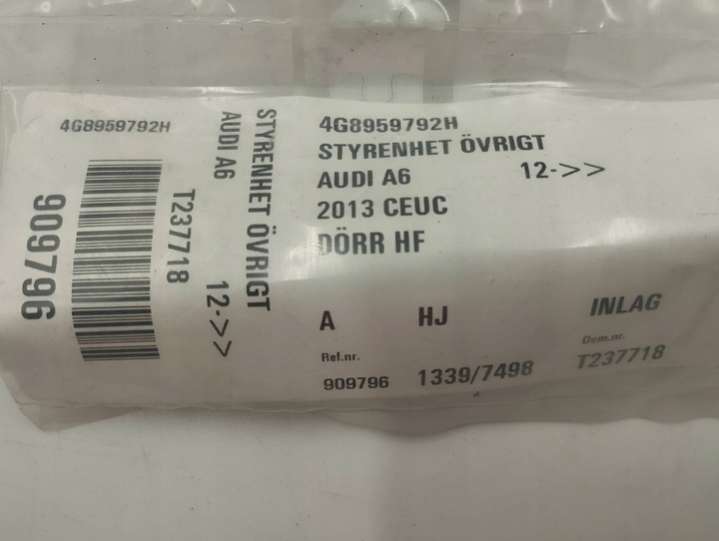 4G8959792H
909796
T237718
AUDI A6 12->>
STYRENHET ÖVRIGT
4G8959792H
STYRENHET ÖVRIGT
AUDI A6 12->>
2013 CEUC
DÖRR HF
A HJ INLAG
Ref.nr. Dem.nr.
909796 1339/7498 T237718
A